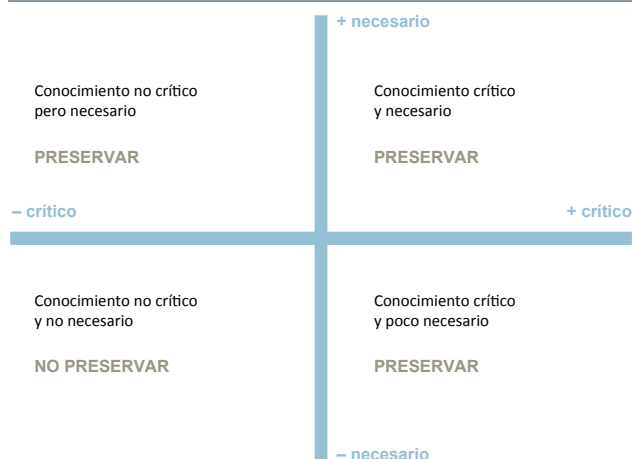 + necesario
Conocimiento no crítico
pero necesario
PRESERVAR
Conocimiento crítico
y necesario
PRESERVAR
– crítico
+ crítico
Conocimiento no crítico
y no necesario
NO PRESERVAR
Conocimiento crítico
y poco necesario
PRESERVAR
– necesario